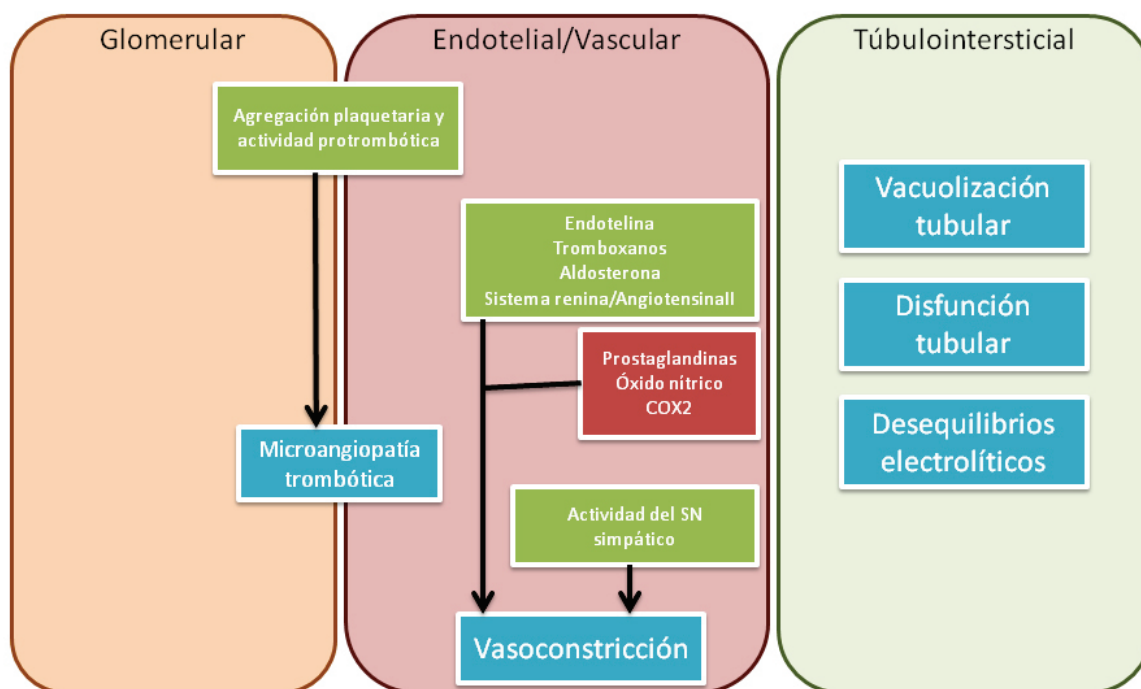 Glomerular
Endotelial/Vascular
Túbulointersticial
Agregación plaquetaria y
actividad protrombótica
Endotelina
Tromboxanos
Aldosterona
Sistema renina/AngiotensinaII
Prostaglandinas
Óxido nítrico
COX2
Microangiopatía
trombótica
Actividad del SN
simpático
Vasoconstricción
Vacuolización
tubular
Disfunción
tubular
Desequilibrios
electrolíticos